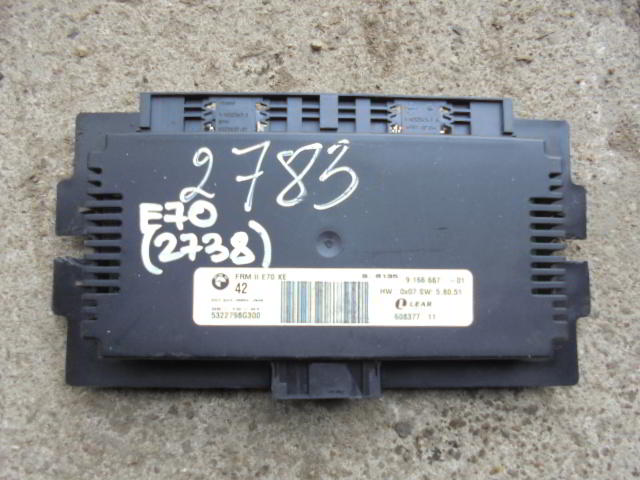 2783
E70
(2738)
FRM II E70 XE
42
9 166 667 - 01
HW 0x07 SW: 5.80.51
LEAR
5322798G300
608377 11